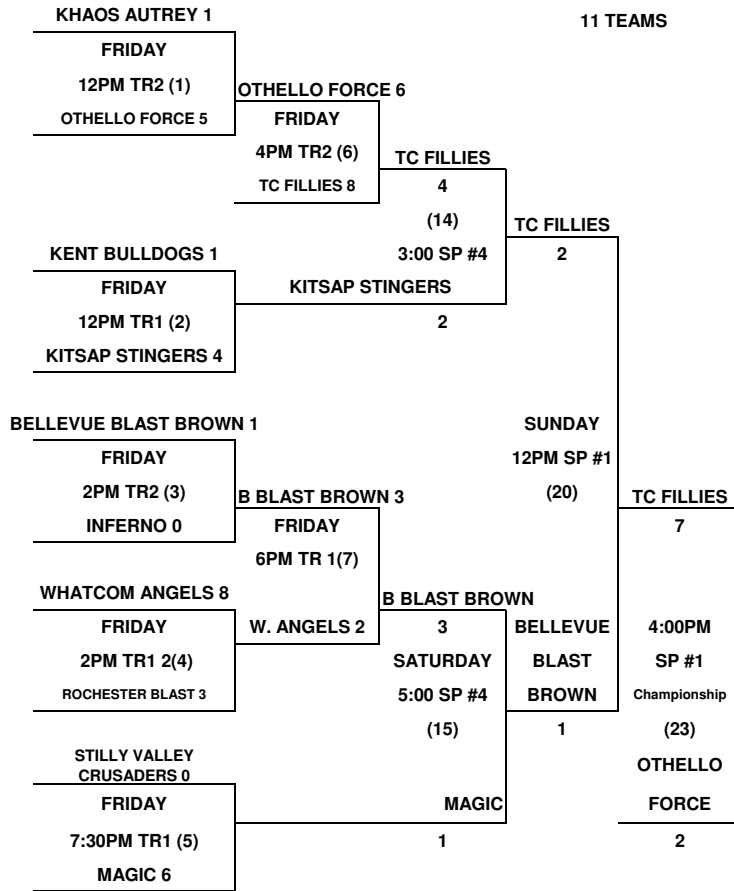 KHAOS AUTREY 1
11 TEAMS
FRIDAY
12PM TR2 (1)
OTHELLO FORCE 5
OTHELLO FORCE 6
FRIDAY
4PM TR2 (6)
TC FILLIES 8
TC FILLIES
4
(14)
3:00 SP #4
TC FILLIES
2
KENT BULLDOGS 1
FRIDAY
12PM TR1 (2)
KITSAP STINGERS 4
KITSAP STINGERS
2
BELLEVUE BLAST BROWN 1
FRIDAY
2PM TR2 (3)
INFERNO 0
SUNDAY
12PM SP #1
(20)
B BLAST BROWN 3
FRIDAY
6PM TR 1(7)
W. ANGELS 2
TC FILLIES
7
WHATCOM ANGELS 8
FRIDAY
2PM TR1 2(4)
ROCHESTER BLAST 3
B BLAST BROWN
3
SATURDAY
5:00 SP #4
(15)
BELLEVUE
BLAST
BROWN
1
4:00PM
SP #1
Championship
(23)
OTHELLO
FORCE
2
STILLY VALLEY
CRUSADERS 0
FRIDAY
7:30PM TR1 (5)
MAGIC 6
MAGIC
1